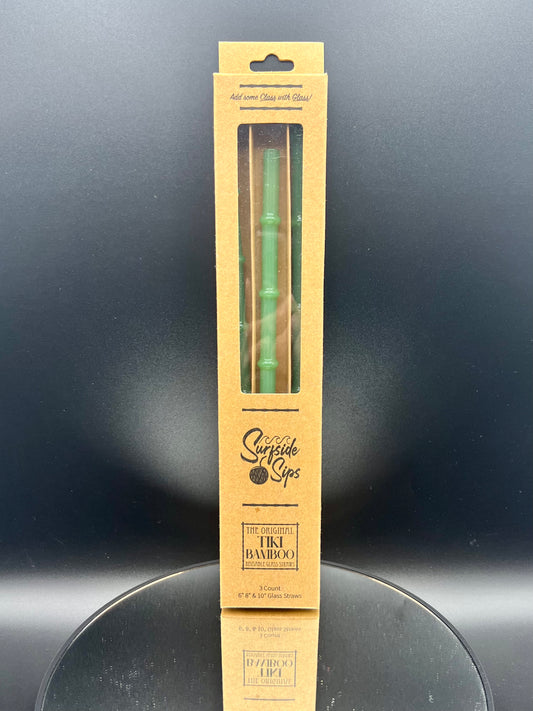 Add some Class with Glass!
Surfside
Sips
THE ORIGINAL
TIKI
BAMBOO
REUSABLE GLASS STRAWS
3 Count
6" 8" & 10" Glass Straws